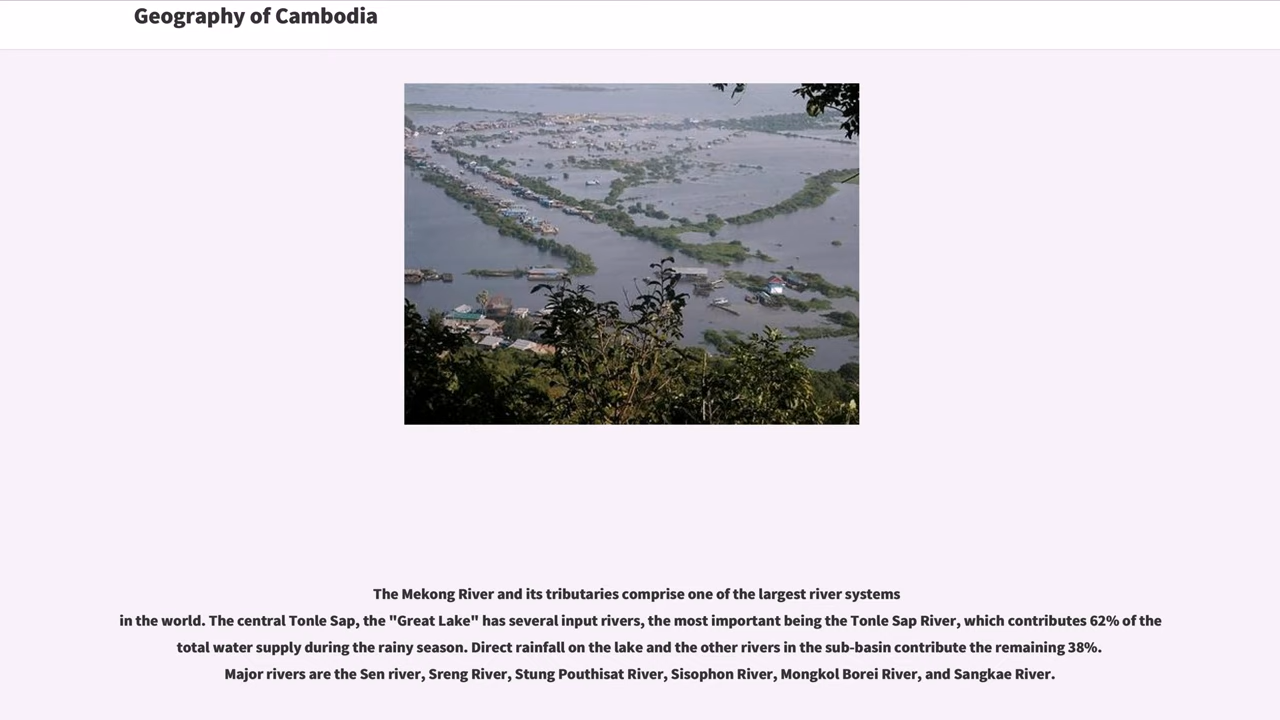 Geography of Cambodia
The Mekong River and its tributaries comprise one of the largest river systems
in the world. The central Tonle Sap, the "Great Lake" has several input rivers, the most important being the Tonle Sap River, which contributes 62% of the
total water supply during the rainy season. Direct rainfall on the lake and the other rivers in the sub-basin contribute the remaining 38%.
Major rivers are the Sen river, Sreng River, Stung Pouthisat River, Sisophon River, Mongkol Borei River, and Sangkae River.